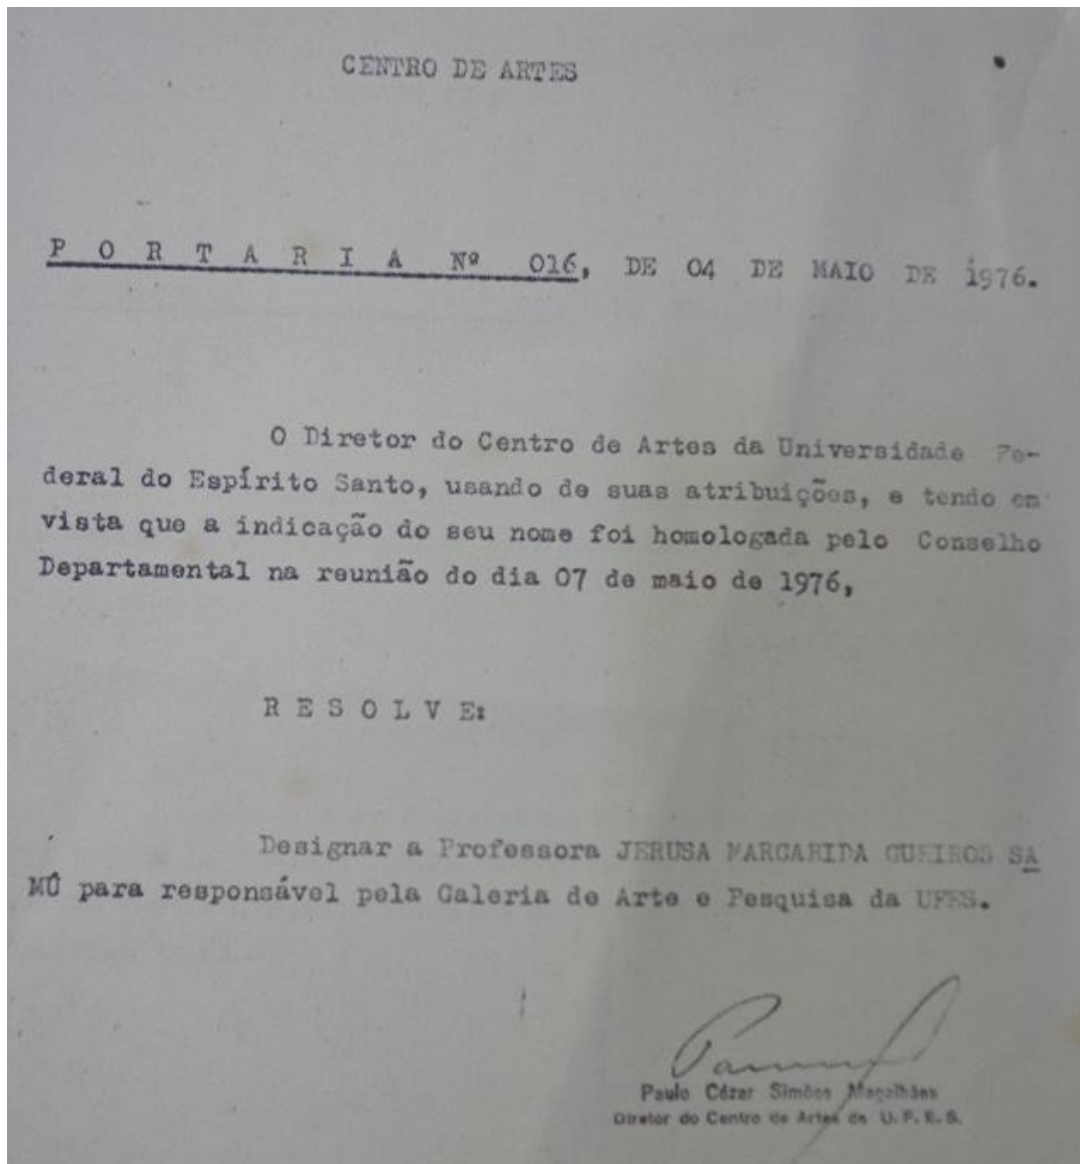 CENTRO DE ARTES
P O R T A R I A Nº 016, DE 04 DE MAIO DE 1976.
O Diretor do Centro de Artes da Universidade Fe-
deral do Espírito Santo, usando de suas atribuições, e tendo em
vista que a indicação do seu nome foi homologada pelo Conselho
Departamental na reunião do dia 07 de maio de 1976,
R E S O L V E:
Designar a Professora JERUSA MARGARIDA GUEIROS SA
MÚ para responsável pela Galeria de Arte e Pesquisa da UFES.
Paulo Cézar Simões Magalhães
Diretor do Centro de Artes da U. F. E. S.